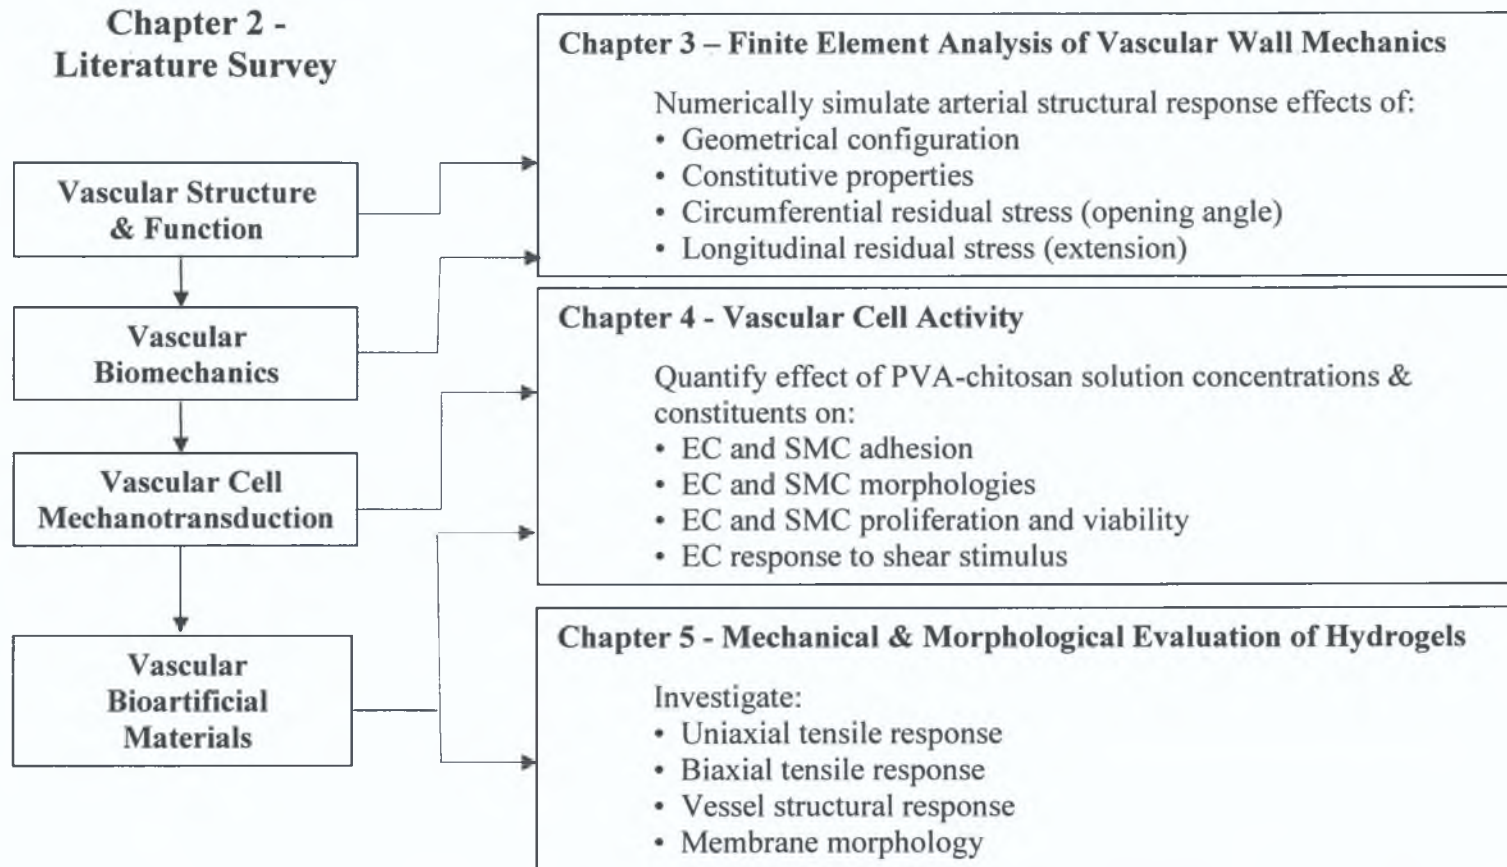 Chapter 2 -
Literature Survey
Vascular Structure
& Function
Vascular
Biomechanics
Vascular Cell
Mechanotransduction
Vascular
Bioartificial
Materials
Chapter 3 – Finite Element Analysis of Vascular Wall Mechanics
Numerically simulate arterial structural response effects of:
• Geometrical configuration
• Constitutive properties
• Circumferential residual stress (opening angle)
• Longitudinal residual stress (extension)
Chapter 4 - Vascular Cell Activity
Quantify effect of PVA-chitosan solution concentrations &
constituents on:
• EC and SMC adhesion
• EC and SMC morphologies
• EC and SMC proliferation and viability
• EC response to shear stimulus
Chapter 5 - Mechanical & Morphological Evaluation of Hydrogels
Investigate:
• Uniaxial tensile response
• Biaxial tensile response
• Vessel structural response
• Membrane morphology